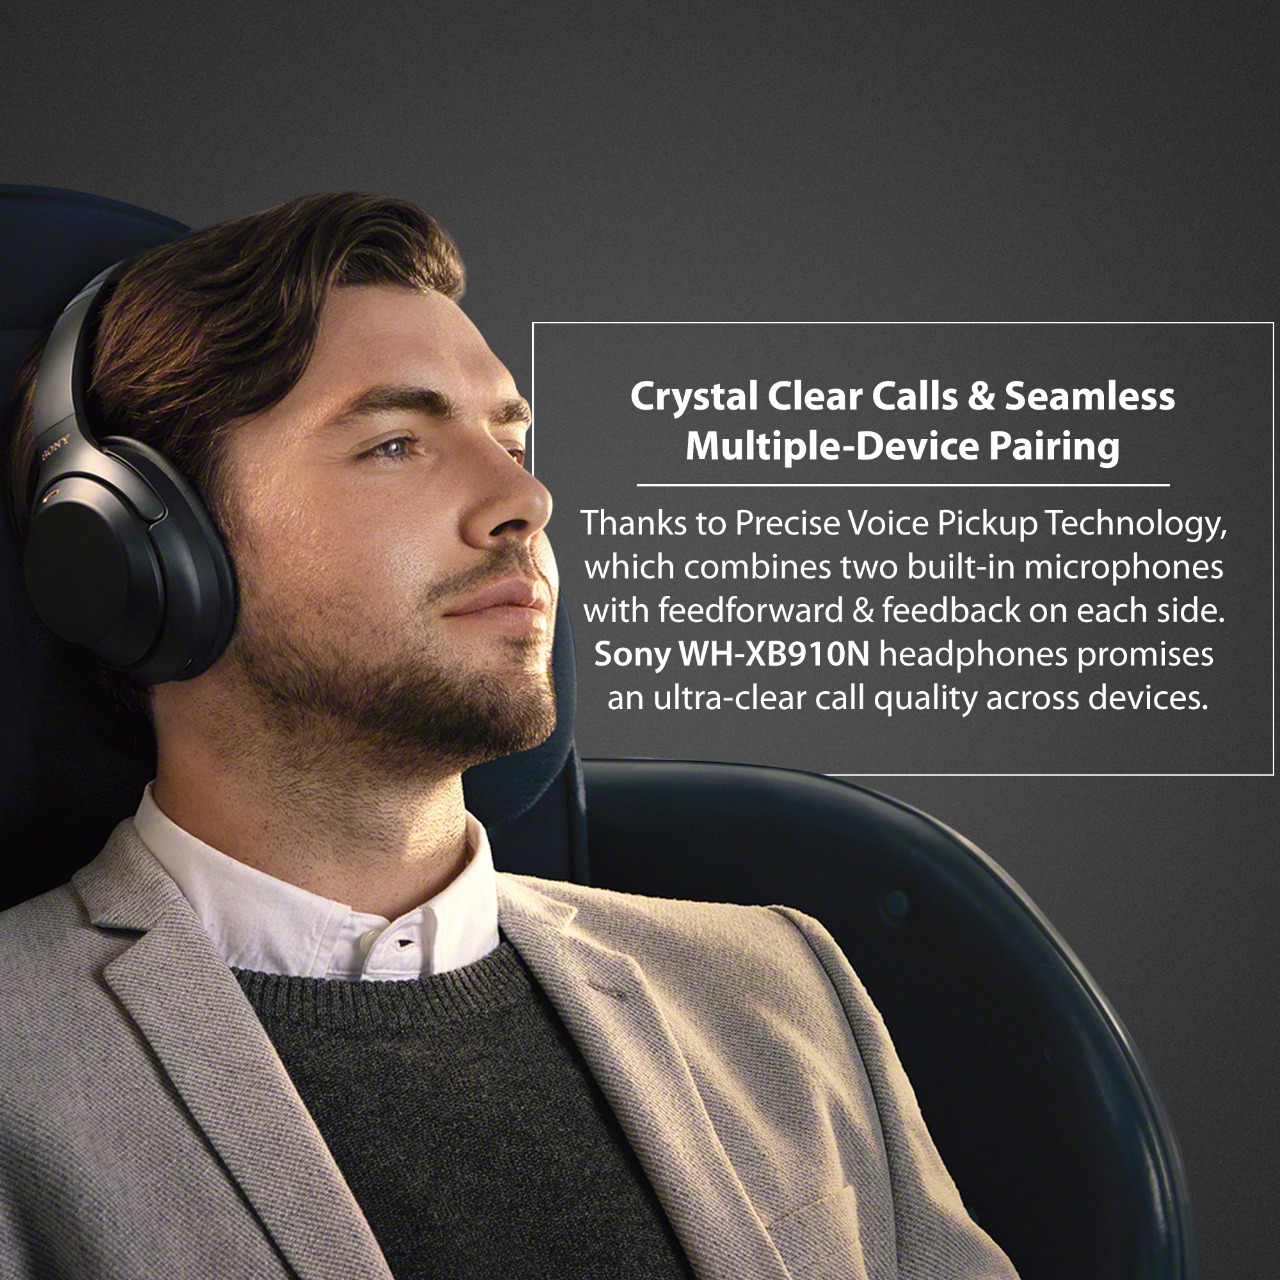 SONY
Crystal Clear Calls & Seamless
Multiple-Device Pairing
Thanks to Precise Voice Pickup Technology,
which combines two built-in microphones
with feedforward & feedback on each side.
Sony WH-XB910N headphones promises
an ultra-clear call quality across devices.